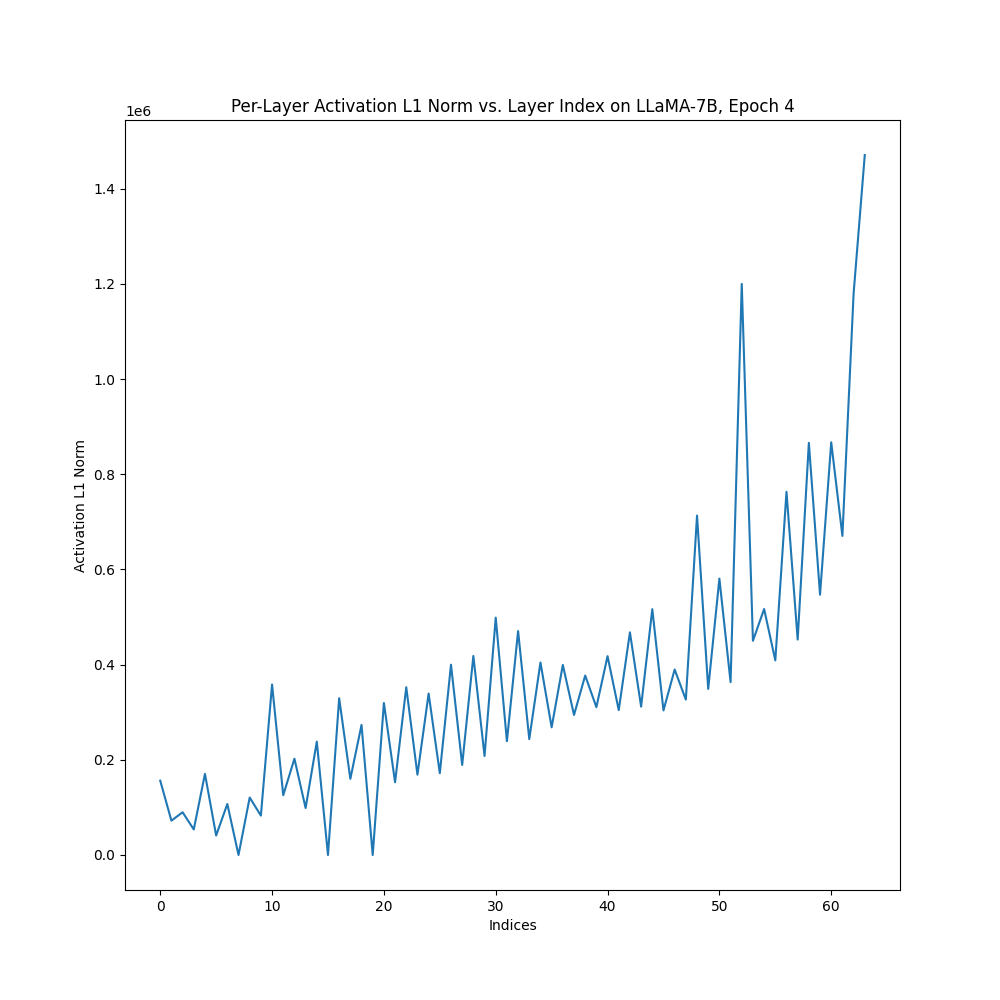 Per-Layer Activation L1 Norm vs. Layer Index on LLaMA-7B, Epoch 4
1e6
1.4
1.2
1.0
0.8
0.6
0.4
0.2
0.0
Activation L1 Norm
0 10 20 30 40 50 60
Indices